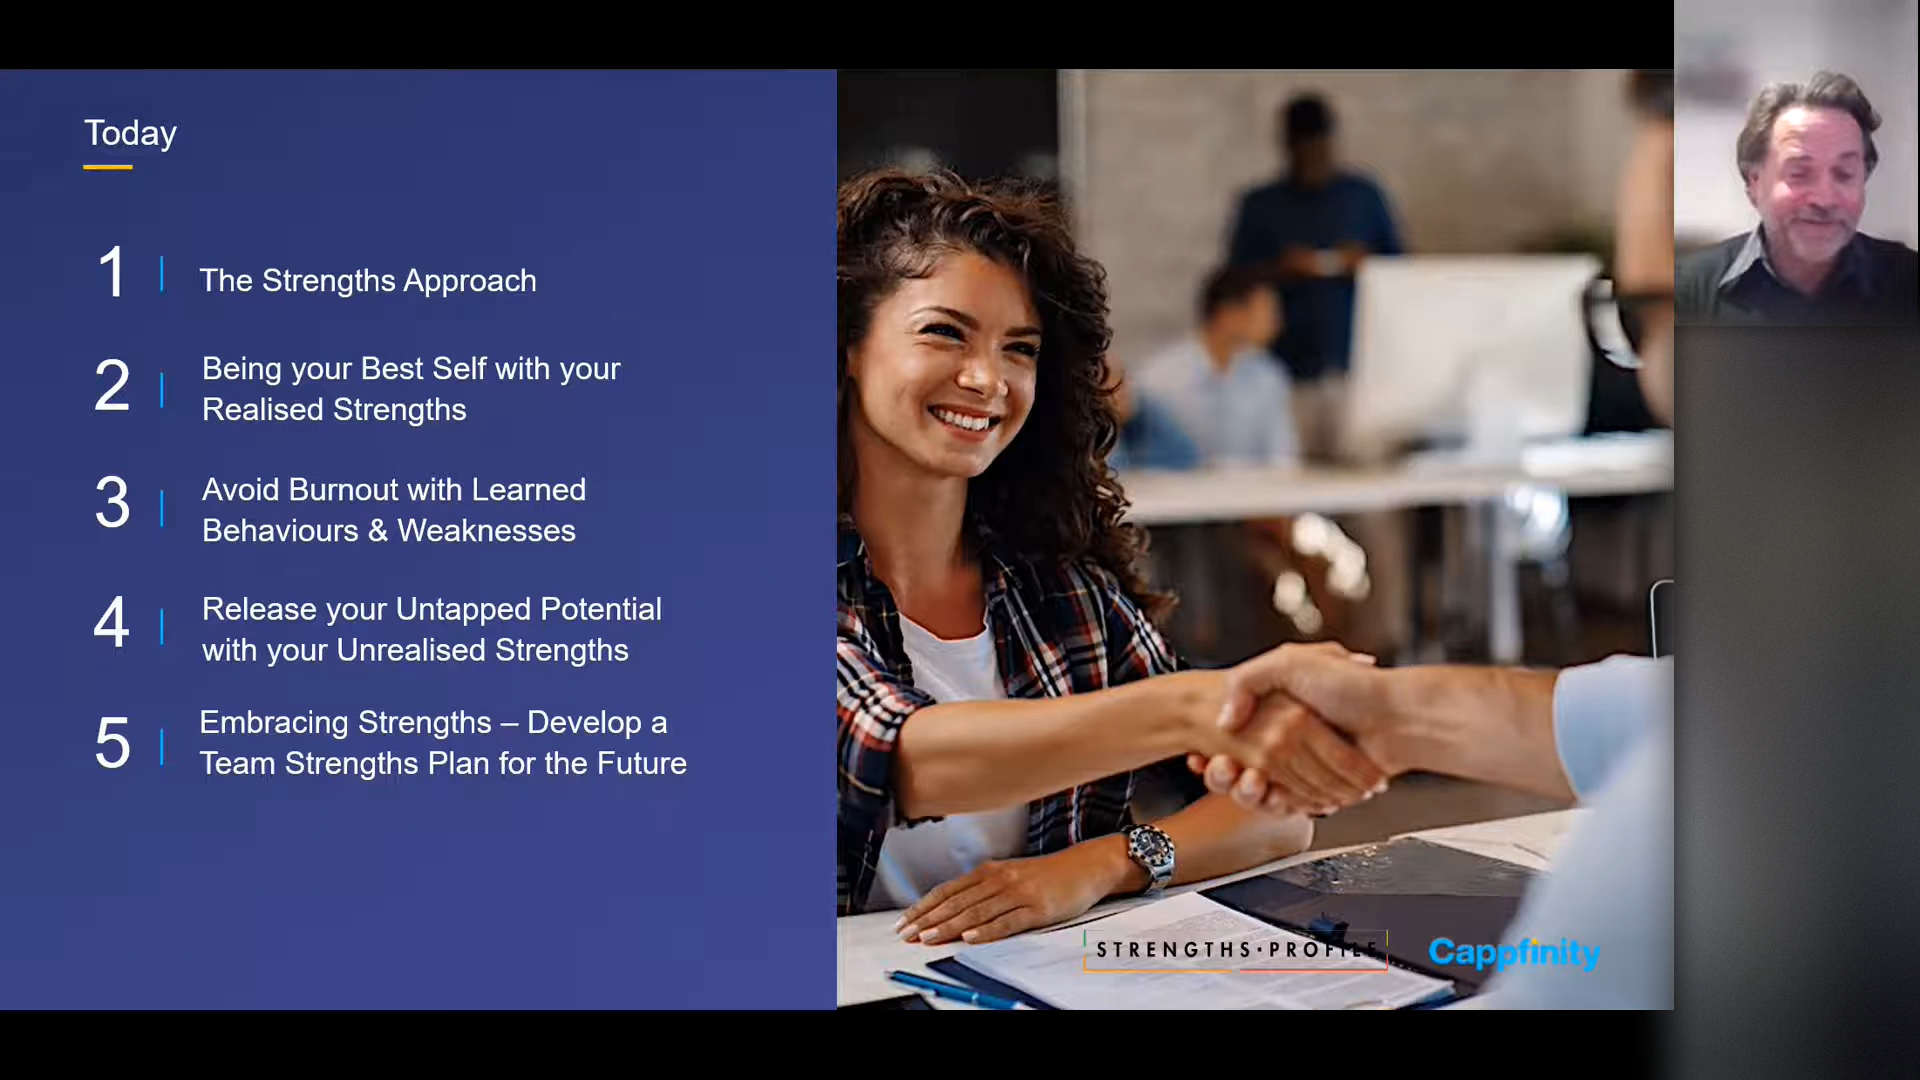 Today
1
The Strengths Approach
2
Being your Best Self with your
Realised Strengths
3
Avoid Burnout with Learned
Behaviours & Weaknesses
4
Release your Untapped Potential
with your Unrealised Strengths
5
Embracing Strengths – Develop a
Team Strengths Plan for the Future
STRENGTHS·PROFILE
Cappfinity